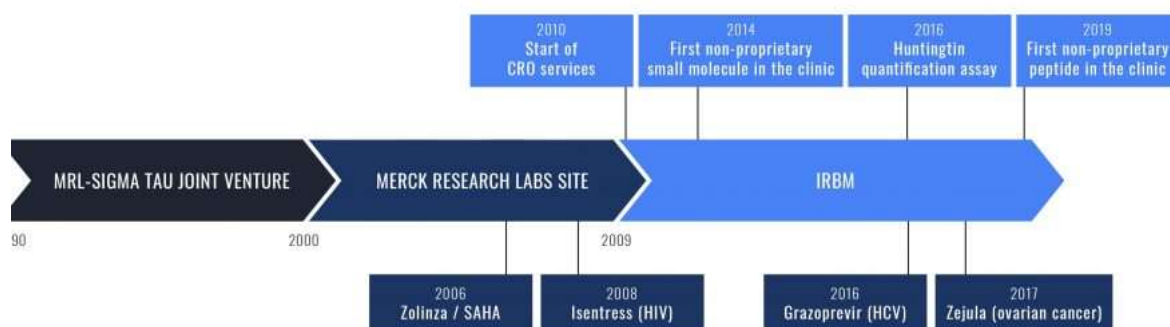 2010
Start of
CRO services
2014
First non-proprietary
small molecule in the clinic
2016
Huntingtin
quantification assay
2019
First non-proprietary
peptide in the clinic
MRL-SIGMA TAU JOINT VENTURE
MERCK RESEARCH LABS SITE
IRBM
90
2000
2009
2006
Zolinza / SAHA
2008
Isentress (HIV)
2016
Grazoprevir (HCV)
2017
Zejula (ovarian cancer)